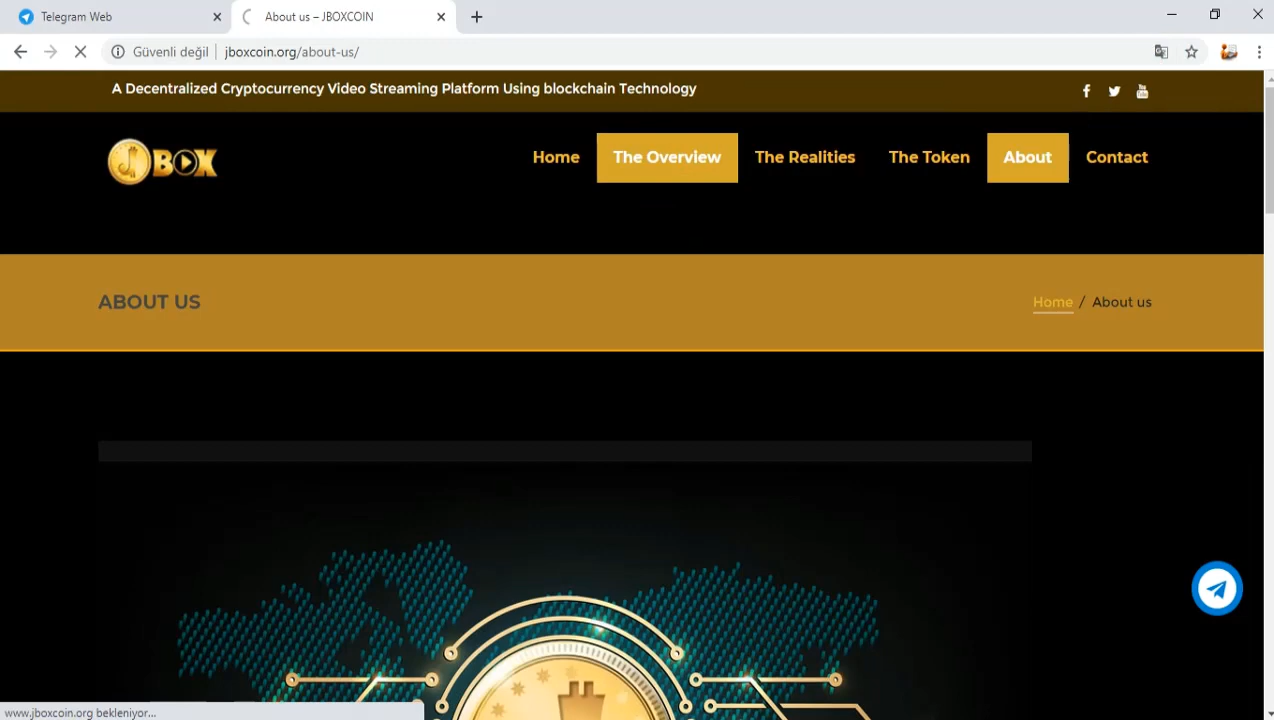 Telegram Web
About us – JBOXCOIN
Güvenli değil
jboxcoin.org/about-us/
A Decentralized Cryptocurrency Video Streaming Platform Using blockchain Technology
JBOX
Home
The Overview
The Realities
The Token
About
Contact
ABOUT US
Home / About us
www.jboxcoin.org bekleniyor...